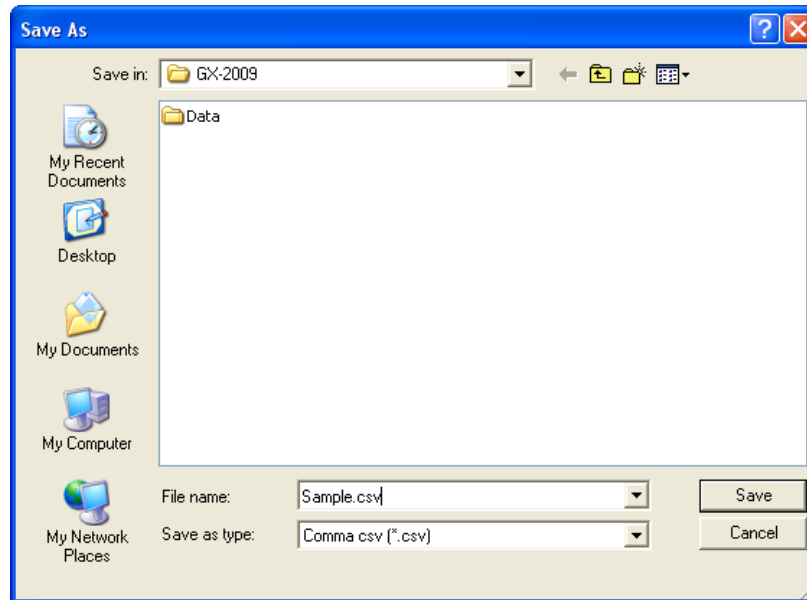 Save As
Save in: GX-2009
Data
My Recent
Documents
Desktop
My Documents
My Computer
My Network
Places
File name: Sample.csv
Save as type: Comma csv (*.csv)
Save
Cancel